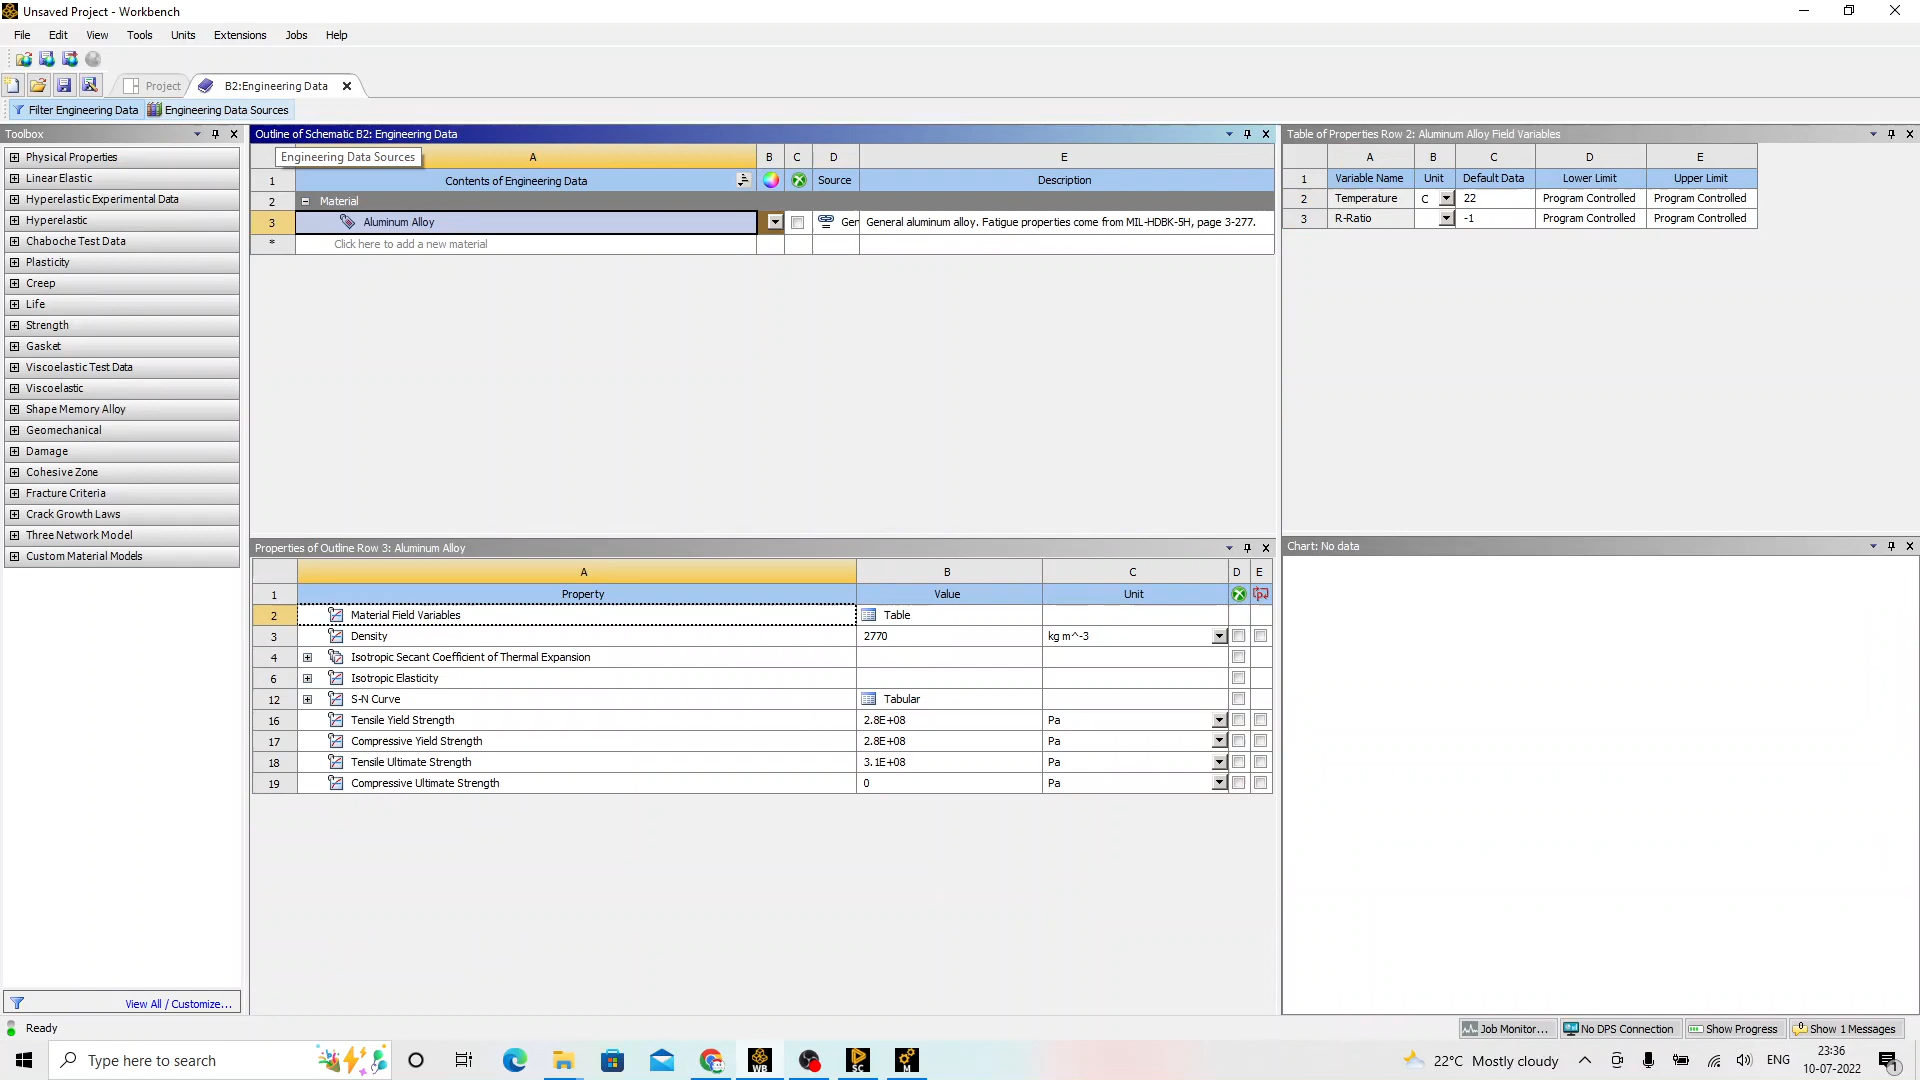 Unsaved Project - Workbench
File Edit View Tools Units Extensions Jobs Help
Project
B2:Engineering Data
Filter Engineering Data
Engineering Data Sources
Toolbox
Physical Properties
Linear Elastic
Hyperelastic Experimental Data
Hyperelastic
Chaboche Test Data
Plasticity
Creep
Life
Strength
Gasket
Viscoelastic Test Data
Viscoelastic
Shape Memory Alloy
Geomechanical
Damage
Cohesive Zone
Fracture Criteria
Crack Growth Laws
Three Network Model
Custom Material Models
View All / Customize...
Outline of Schematic B2: Engineering Data
Engineering Data Sources
A B C D E
1 Contents of Engineering Data Source Description
2 Material
3 Aluminum Alloy Ger General aluminum alloy. Fatigue properties come from MIL-HDBK-5H, page 3-277.
* Click here to add a new material
Properties of Outline Row 3: Aluminum Alloy
A B C D E
1 Property Value Unit
2 Material Field Variables Table
3 Density 2770 kg m^-3
4 Isotropic Secant Coefficient of Thermal Expansion
6 Isotropic Elasticity
12 S-N Curve Tabular
16 Tensile Yield Strength 2.8E+08 Pa
17 Compressive Yield Strength 2.8E+08 Pa
18 Tensile Ultimate Strength 3.1E+08 Pa
19 Compressive Ultimate Strength 0 Pa
Table of Properties Row 2: Aluminum Alloy Field Variables
A B C D E
1 Variable Name Unit Default Data Lower Limit Upper Limit
2 Temperature C 22 Program Controlled Program Controlled
3 R-Ratio -1 Program Controlled Program Controlled
Chart: No data
Ready
Job Monitor... No DPS Connection Show Progress Show 1 Messages
Type here to search
WB
SC
M
22°C Mostly cloudy
ENG
23:36
10-07-2022
1